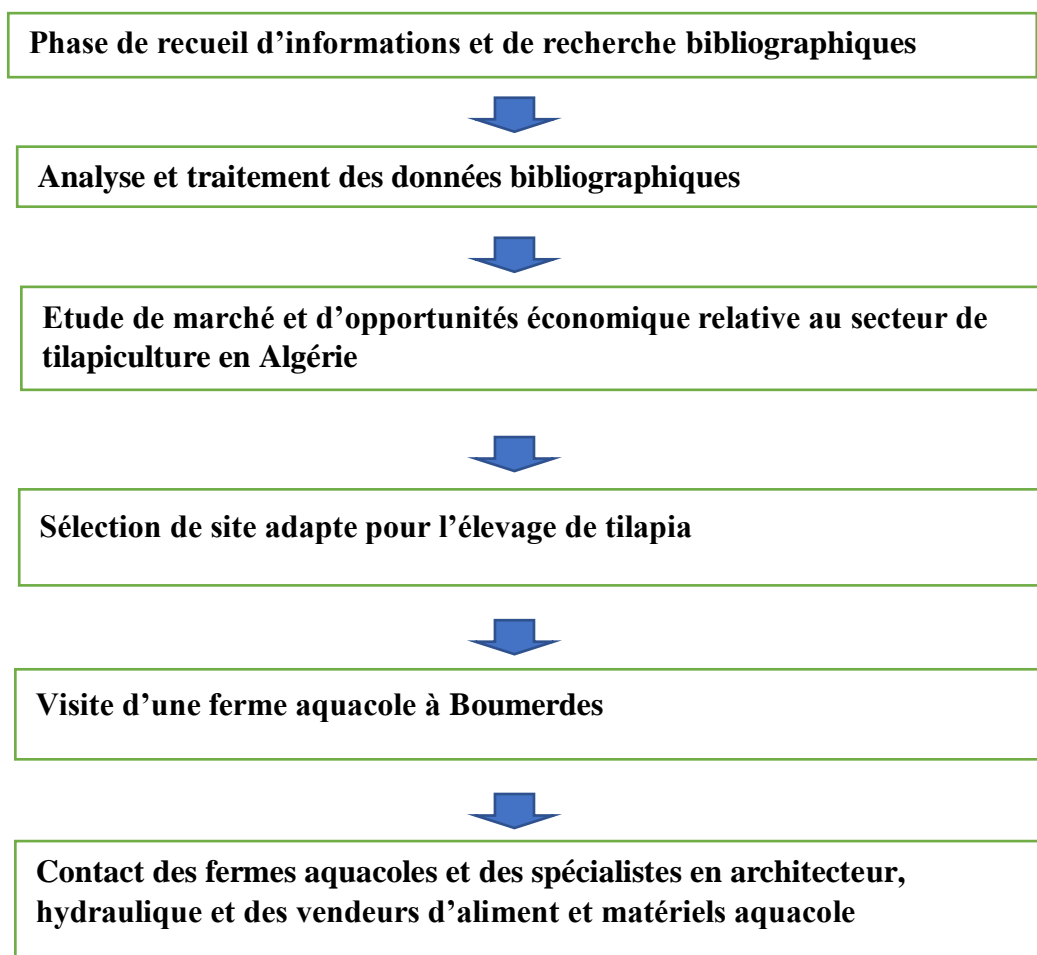 Phase de recueil d’informations et de recherche bibliographiques
Analyse et traitement des données bibliographiques
Etude de marché et d’opportunités économique relative au secteur de
tilapiculture en Algérie
Sélection de site adapte pour l’élevage de tilapia
Visite d’une ferme aquacole à Boumerdes
Contact des fermes aquacoles et des spécialistes en architecteur,
hydraulique et des vendeurs d’aliment et matériels aquacole